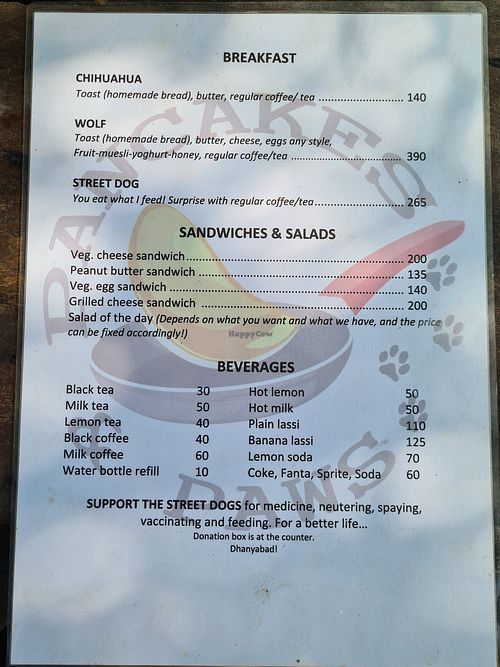 BREAKFAST
CHIHUAHUA
Toast (homemade bread), butter, regular coffee/ tea ............................ 140
WOLF
Toast (homemade bread), butter, cheese, eggs any style,
Fruit-muesli-yoghurt-honey, regular coffee/tea ..................................... 390
STREET DOG
You eat what I feed! Surprise with regular coffee/tea.............................. 265
SANDWICHES & SALADS
Veg. cheese sandwich....................................................... 200
Peanut butter sandwich .................................................... 135
Veg. egg sandwich ........................................................... 140
Grilled cheese sandwich ................................................... 200
Salad of the day (Depends on what you want and what we have, and the price
can be fixed accordingly!)
HappyCow
BEVERAGES
Black tea 30 Hot lemon 50
Milk tea 50 Hot milk 50
Lemon tea 40 Plain lassi 110
Black coffee 40 Banana lassi 125
Milk coffee 60 Lemon soda 70
Water bottle refill 10 Coke, Fanta, Sprite, Soda 60
SUPPORT THE STREET DOGS for medicine, neutering, spaying,
vaccinating and feeding. For a better life...
Donation box is at the counter.
Dhanyabad!
PANCAKES
& PAWS